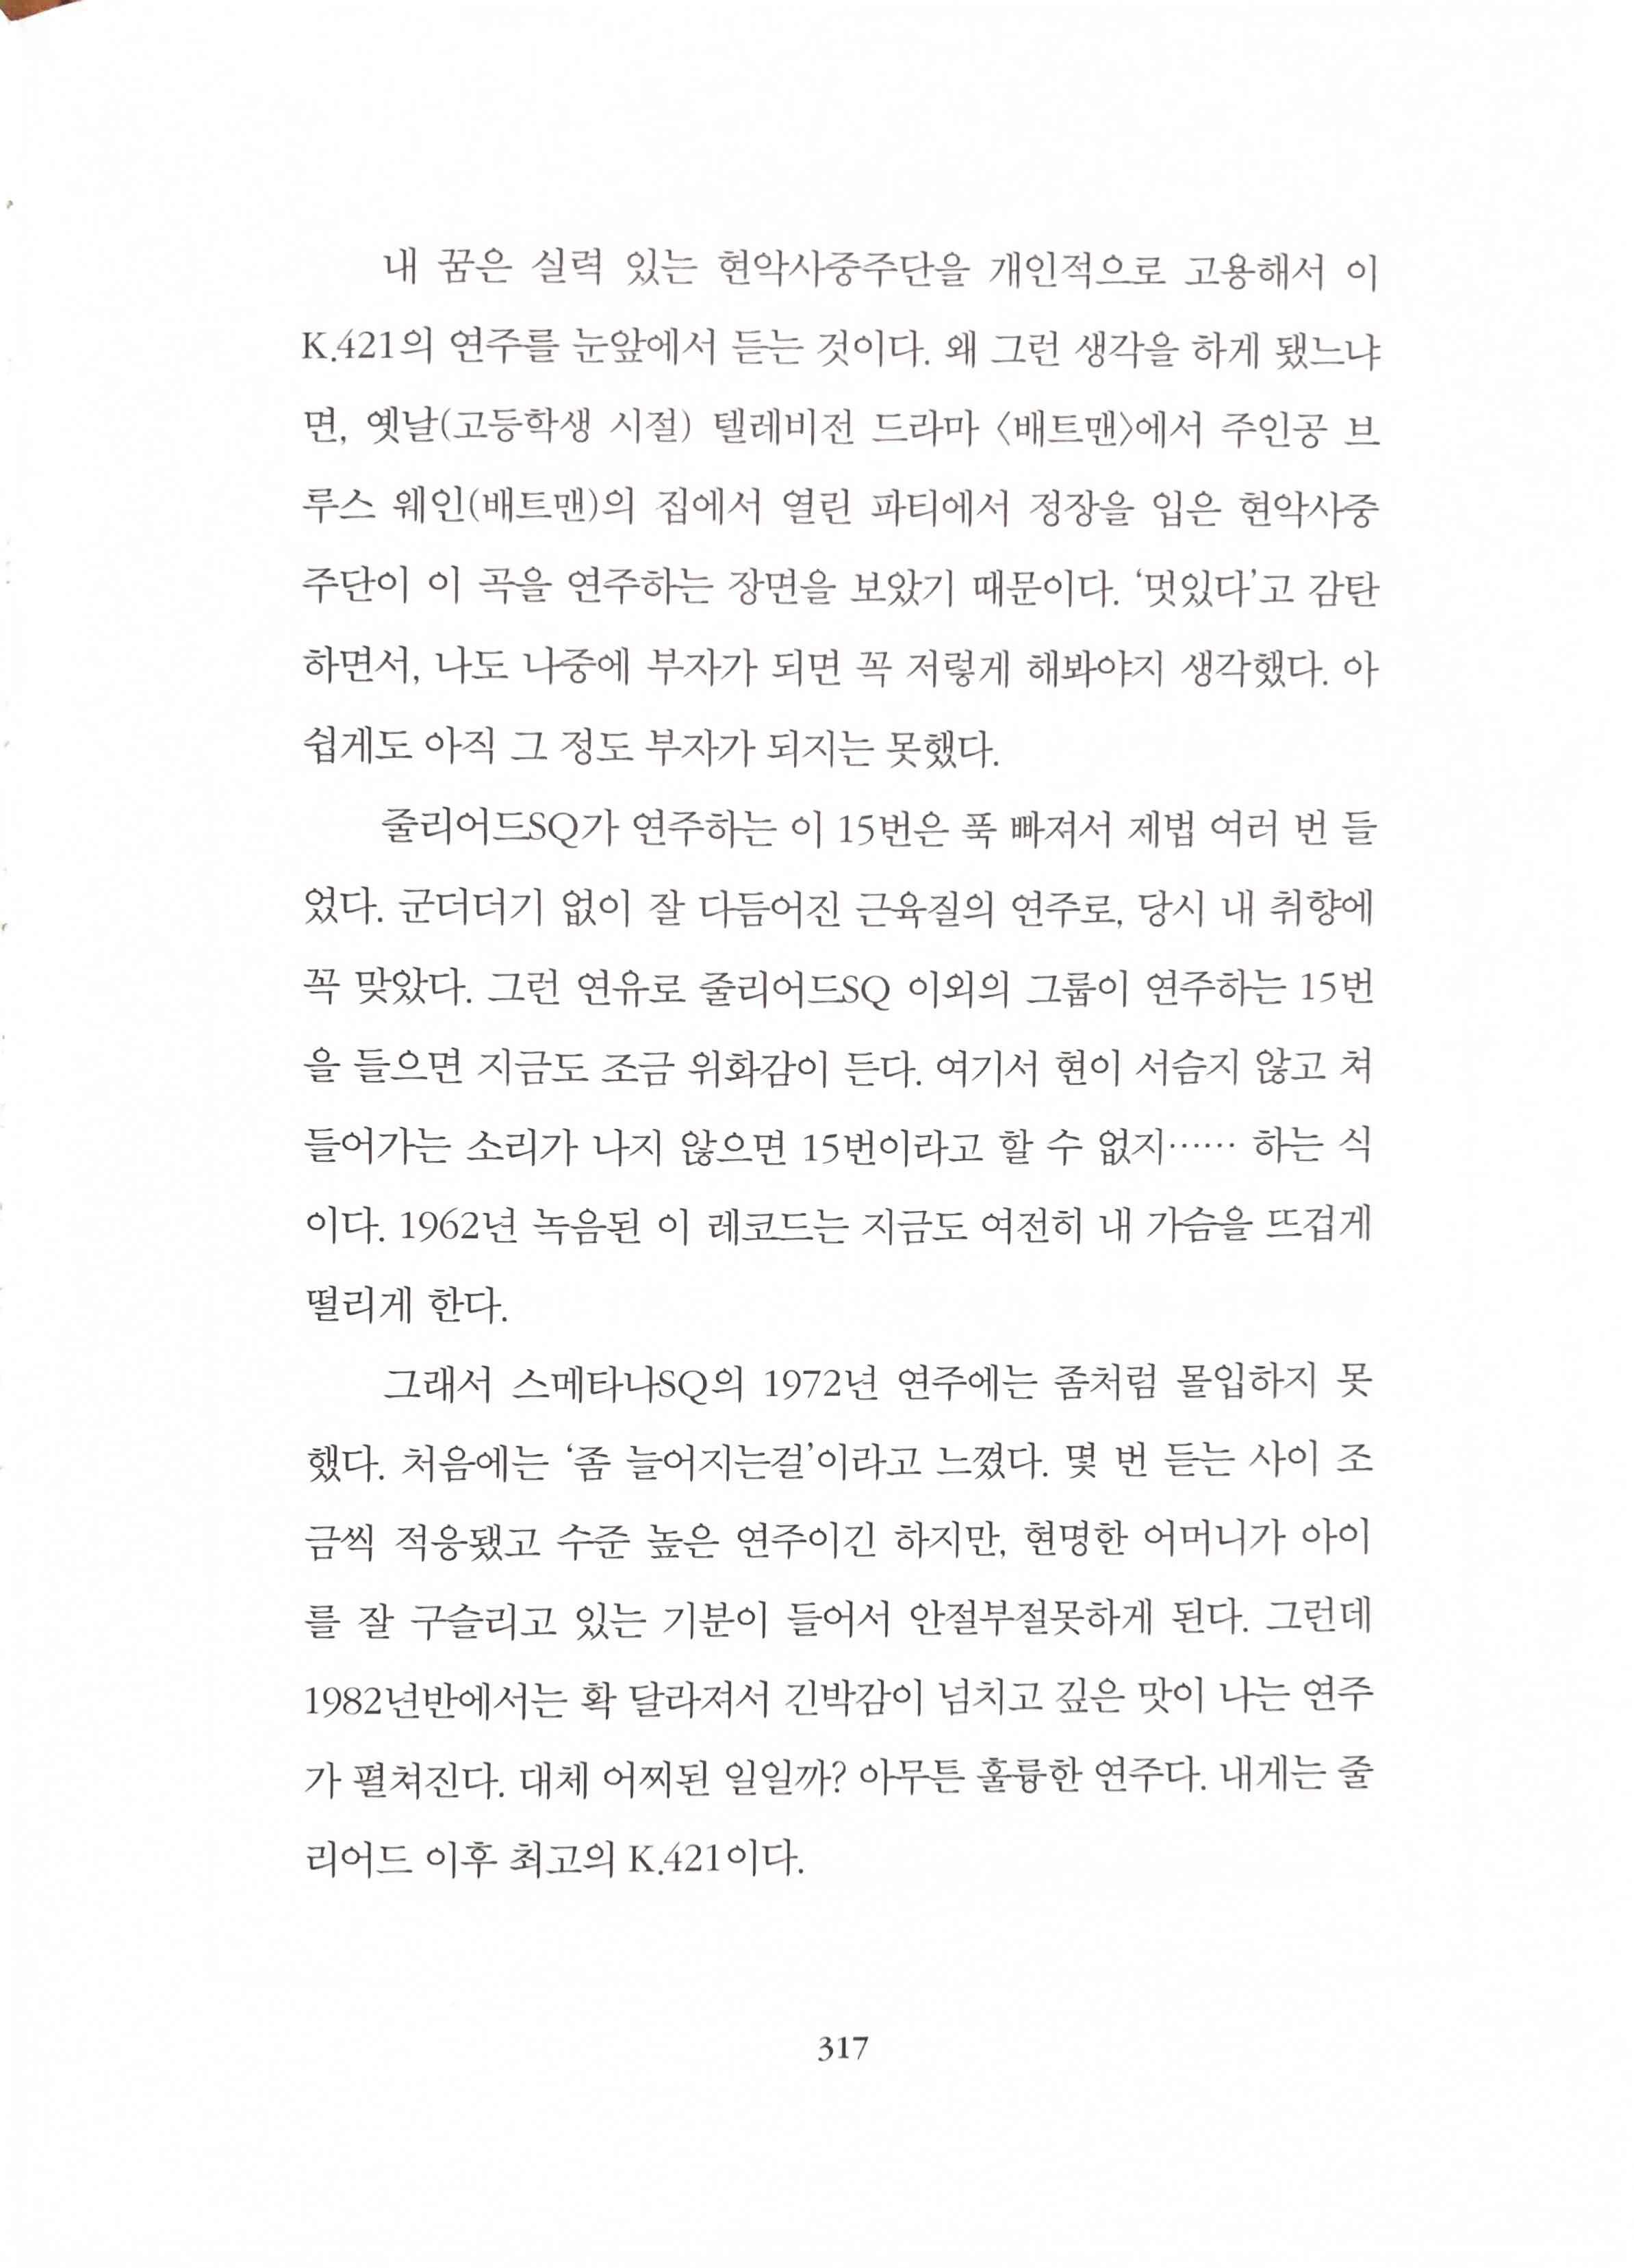 내 꿈은 실력 있는 현악사중주단을 개인적으로 고용해서 이
K.421의 연주를 눈앞에서 듣는 것이다. 왜 그런 생각을 하게 됐느냐
면, 옛날(고등학생 시절) 텔레비전 드라마 〈배트맨〉에서 주인공 브
루스 웨인(배트맨)의 집에서 열린 파티에서 정장을 입은 현악사중
주단이 이 곡을 연주하는 장면을 보았기 때문이다. ‘멋있다’고 감탄
하면서, 나도 나중에 부자가 되면 꼭 저렇게 해봐야지 생각했다. 아
쉽게도 아직 그 정도 부자가 되지는 못했다.
줄리어드SQ가 연주하는 이 15번은 푹 빠져서 제법 여러 번 들
었다. 군더더기 없이 잘 다듬어진 근육질의 연주로, 당시 내 취향에
꼭 맞았다. 그런 연유로 줄리어드SQ 이외의 그룹이 연주하는 15번
을 들으면 지금도 조금 위화감이 든다. 여기서 현이 서슴지 않고 쳐
들어가는 소리가 나지 않으면 15번이라고 할 수 없지…… 하는 식
이다. 1962년 녹음된 이 레코드는 지금도 여전히 내 가슴을 뜨겁게
떨리게 한다.
그래서 스메타나SQ의 1972년 연주에는 좀처럼 몰입하지 못
했다. 처음에는 ‘좀 늘어지는걸’이라고 느꼈다. 몇 번 듣는 사이 조
금씩 적응됐고 수준 높은 연주이긴 하지만, 현명한 어머니가 아이
를 잘 구슬리고 있는 기분이 들어서 안절부절못하게 된다. 그런데
1982년반에서는 확 달라져서 긴박감이 넘치고 깊은 맛이 나는 연주
가 펼쳐진다. 대체 어찌된 일일까? 아무튼 훌륭한 연주다. 내게는 줄
리어드 이후 최고의 K.421이다.
317